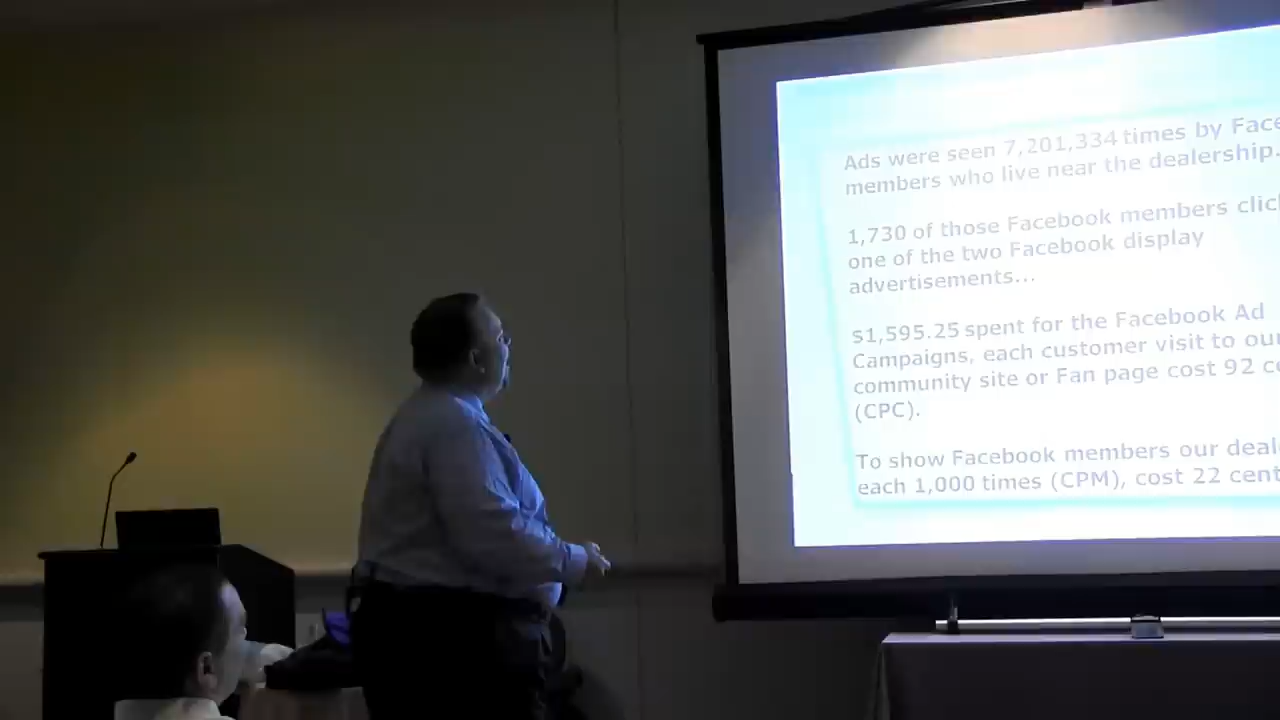 Ads were seen 7,201,334 times by Face
members who live near the dealership.
1,730 of those Facebook members clic
one of the two Facebook display
advertisements...
$1,595.25 spent for the Facebook Ad
Campaigns, each customer visit to our
community site or Fan page cost 92 ce
(CPC).
To show Facebook members our deal
each 1,000 times (CPM), cost 22 cent